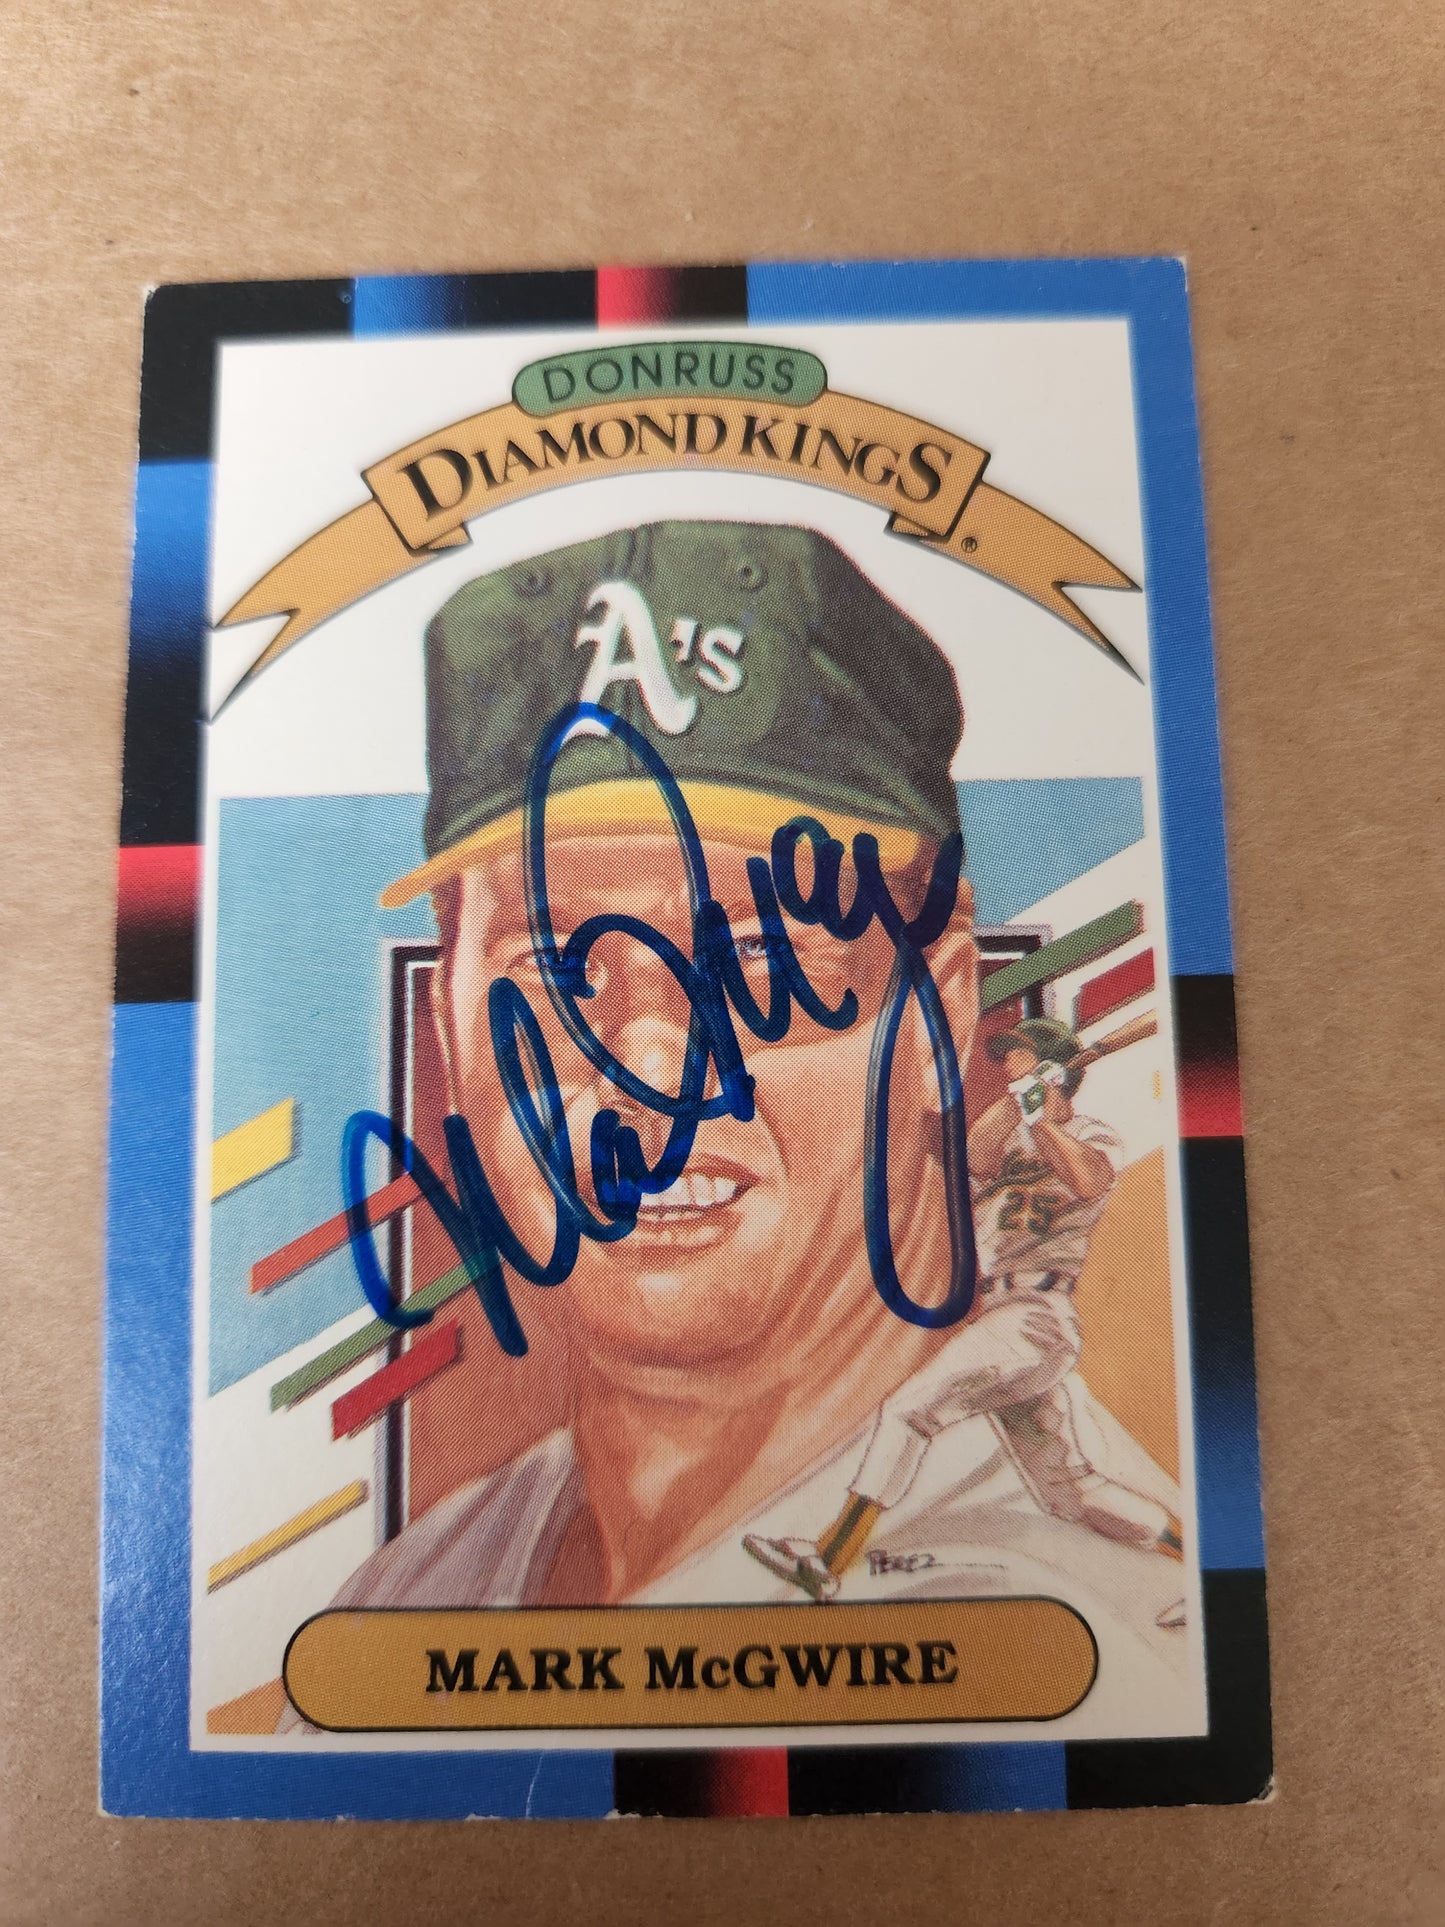 DONRUSS
DIAMOND KINGS
®
A's
25
PEREZ
MARK McGWIRE